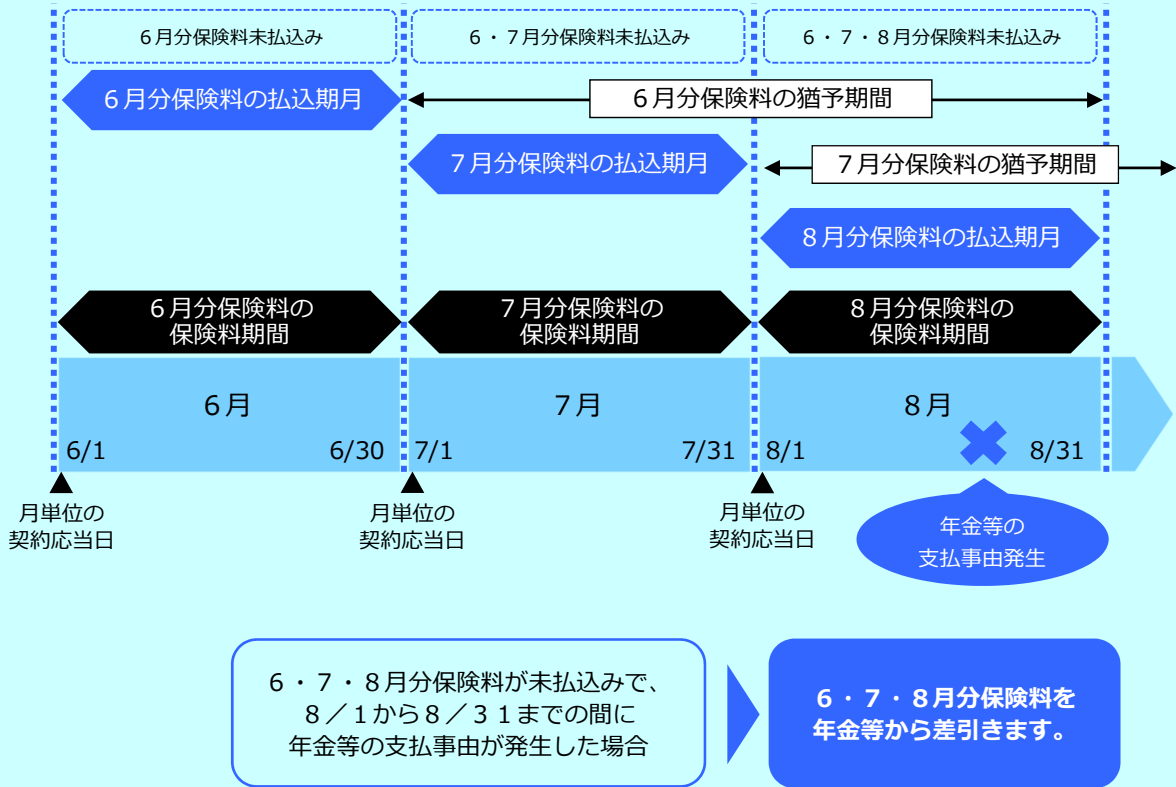 6月分保険料未払込み
6・7月分保険料未払込み
6・7・8月分保険料未払込み
6月分保険料の払込期月
6月分保険料の猶予期間
7月分保険料の払込期月
7月分保険料の猶予期間
8月分保険料の払込期月
6月分保険料の
保険料期間
7月分保険料の
保険料期間
8月分保険料の
保険料期間
6月
7月
8月
6/1
6/30
7/1
7/31
8/1
8/31
月単位の
契約応当日
月単位の
契約応当日
月単位の
契約応当日
年金等の
支払事由発生
6・7・8月分保険料が未払込みで、
8/1から8/31までの間に
年金等の支払事由が発生した場合
6・7・8月分保険料を
年金等から差引きます。